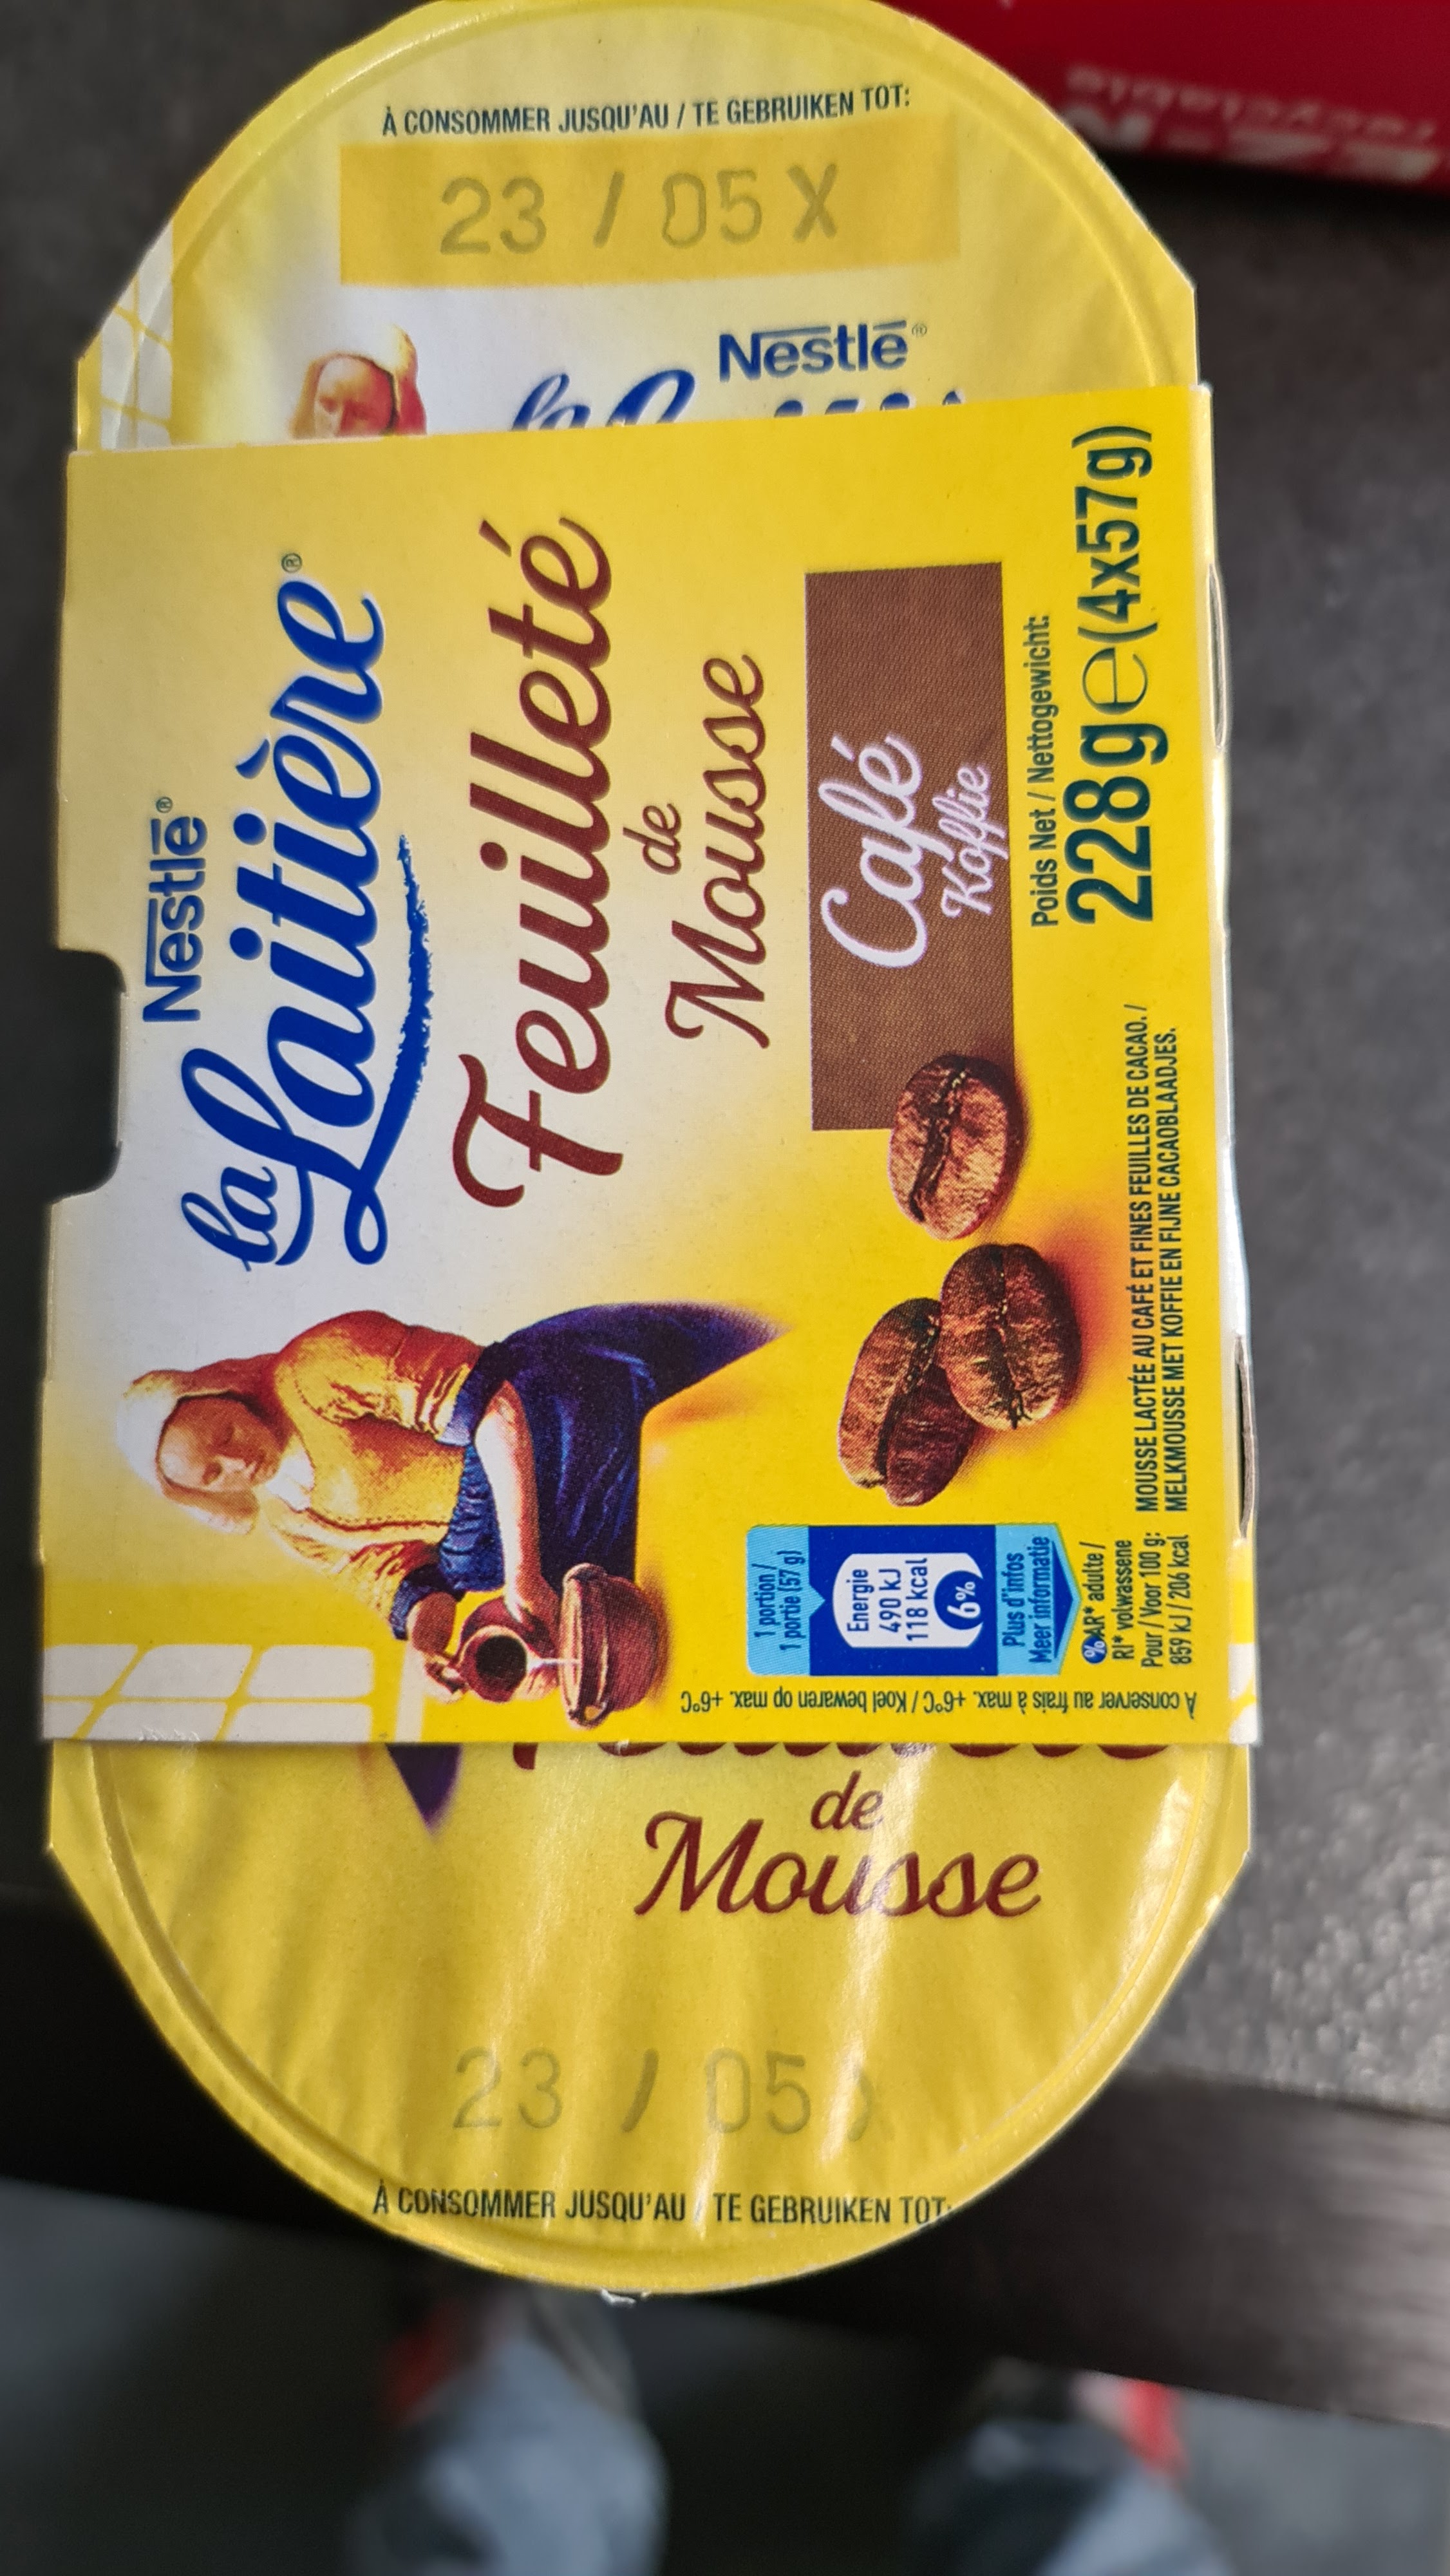 À CONSOMMER JUSQU'AU / TE GEBRUIKEN TOT:
23 / 05 X
Nestlé®
la
Nestlé®
la Laitière®
Feuilleté
de
Mousse
Café
Koffie
Poids Net / Nettogewicht:
228g℮(4x57g)
MOUSSE LACTÉE AU CAFÉ ET FINES FEUILLES DE CACAO. /
MELKMOUSSE MET KOFFIE EN FIJNE CACAOBLAADJES.
1 portion /
1 portie (57 g)
Energie
490 kJ
118 kcal
6%
Plus d'infos
Meer informatie
%AR* adulte /
RI* volwassene
Pour / Voor 100 g:
859 kJ / 206 kcal
À conserver au frais à max. +6°C / Koel bewaren op max. +6°C
de
Mousse
23 / 05
À CONSOMMER JUSQU'AU / TE GEBRUIKEN TOT:
recyclable